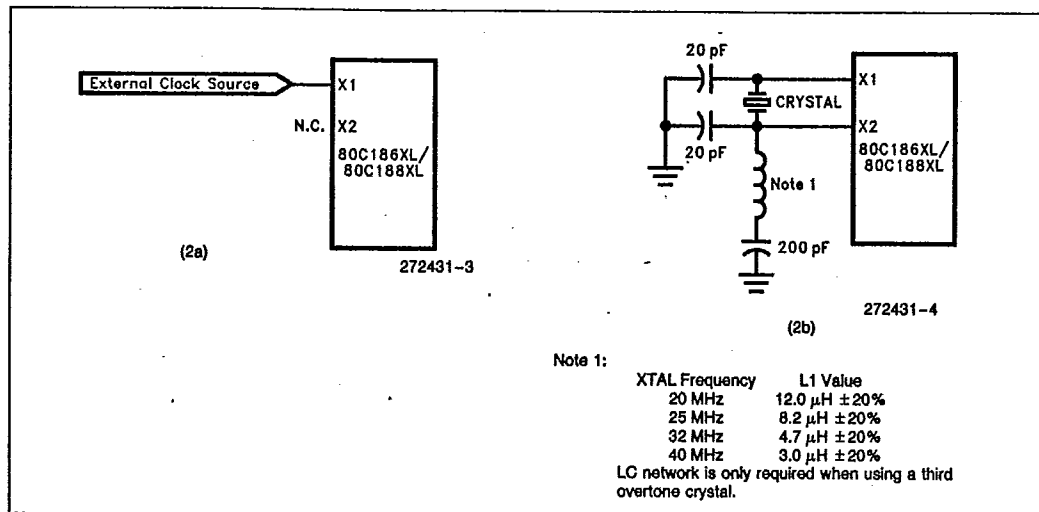 External Clock Source
X1
N.C.
X2
80C186XL/
80C188XL
(2a)
272431-3
20 pF
X1
CRYSTAL
X2
20 pF
80C186XL/
80C188XL
Note 1
200 pF
272431-4
(2b)
Note 1:
XTAL Frequency L1 Value
20 MHz 12.0 μH ±20%
25 MHz 8.2 μH ±20%
32 MHz 4.7 μH ±20%
40 MHz 3.0 μH ±20%
LC network is only required when using a third
overtone crystal.